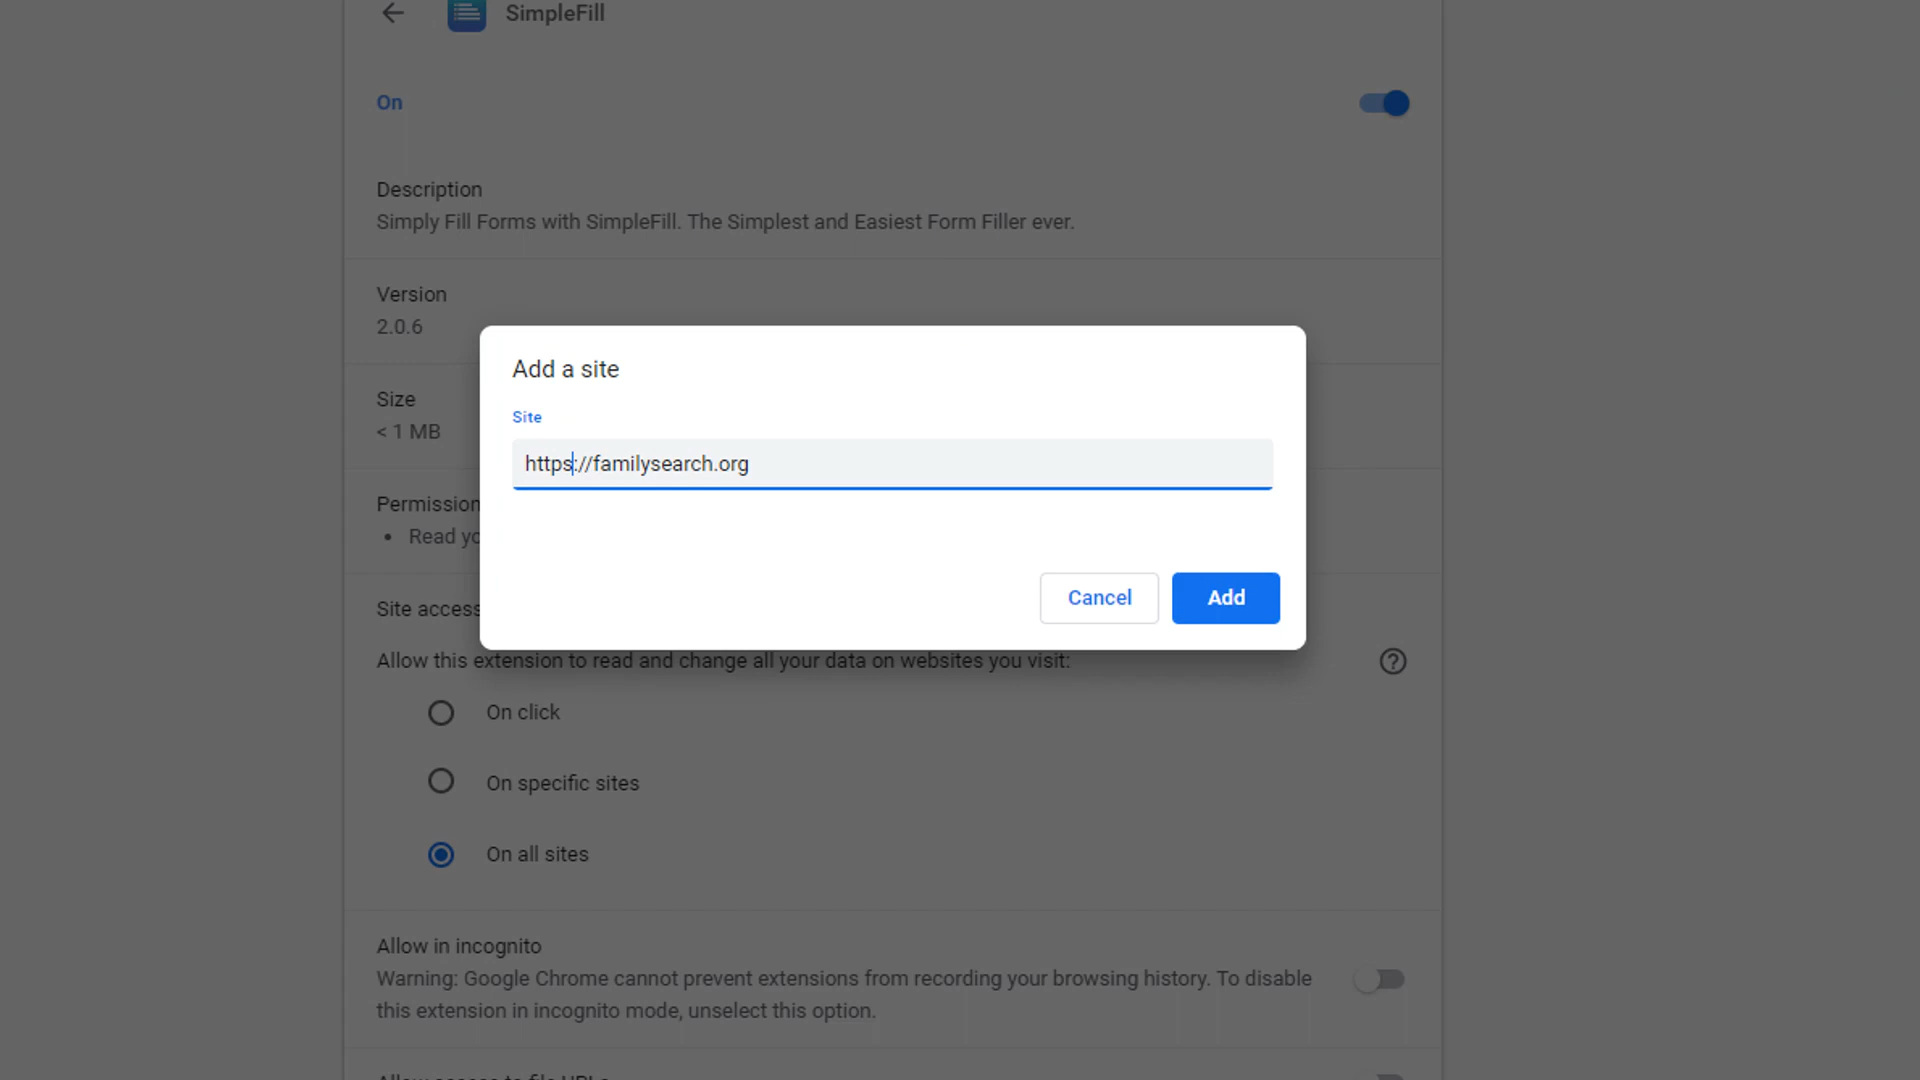 SimpleFill
On
Description
Simply Fill Forms with SimpleFill. The Simplest and Easiest Form Filler ever.
Version
2.0.6
Size
< 1 MB
Add a site
Site
https://familysearch.org
Cancel
Add
Permission
• Read
Site access
Allow this extension to read and change all your data on websites you visit:
On click
On specific sites
On all sites
Allow in incognito
Warning: Google Chrome cannot prevent extensions from recording your browsing history. To disable
this extension in incognito mode, unselect this option.